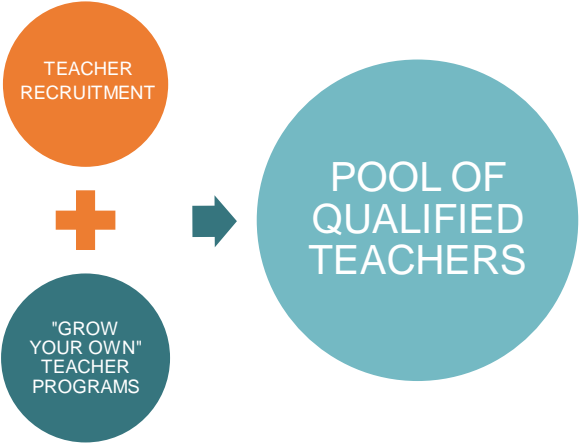 TEACHER
RECRUITMENT
"GROW
YOUR OWN"
TEACHER
PROGRAMS
POOL OF
QUALIFIED
TEACHERS